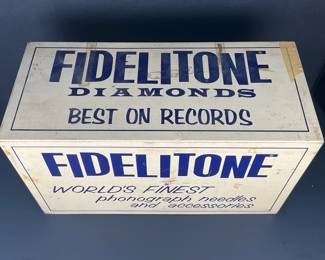 FIDELITONE
DIAMONDS
BEST ON RECORDS
FIDELITONE
WORLD'S FINEST
phonograph needles
and accessories